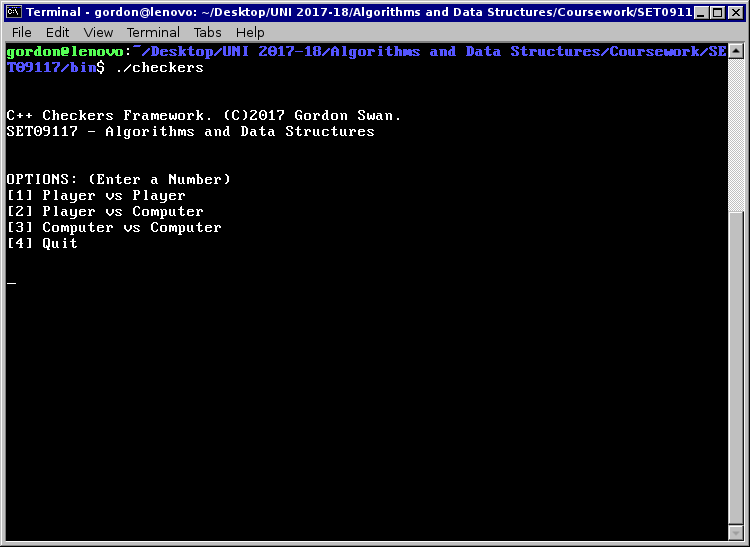 Terminal - gordon@lenovo: ~/Desktop/UNI 2017-18/Algorithms and Data Structures/Coursework/SET0911
File Edit View Terminal Tabs Help
gordon@lenovo:~/Desktop/UNI 2017-18/Algorithms and Data Structures/Coursework/SE
T09117/bin$ ./checkers
C++ Checkers Framework. (C)2017 Gordon Swan.
SET09117 - Algorithms and Data Structures
OPTIONS: (Enter a Number)
[1] Player vs Player
[2] Player vs Computer
[3] Computer vs Computer
[4] Quit
_